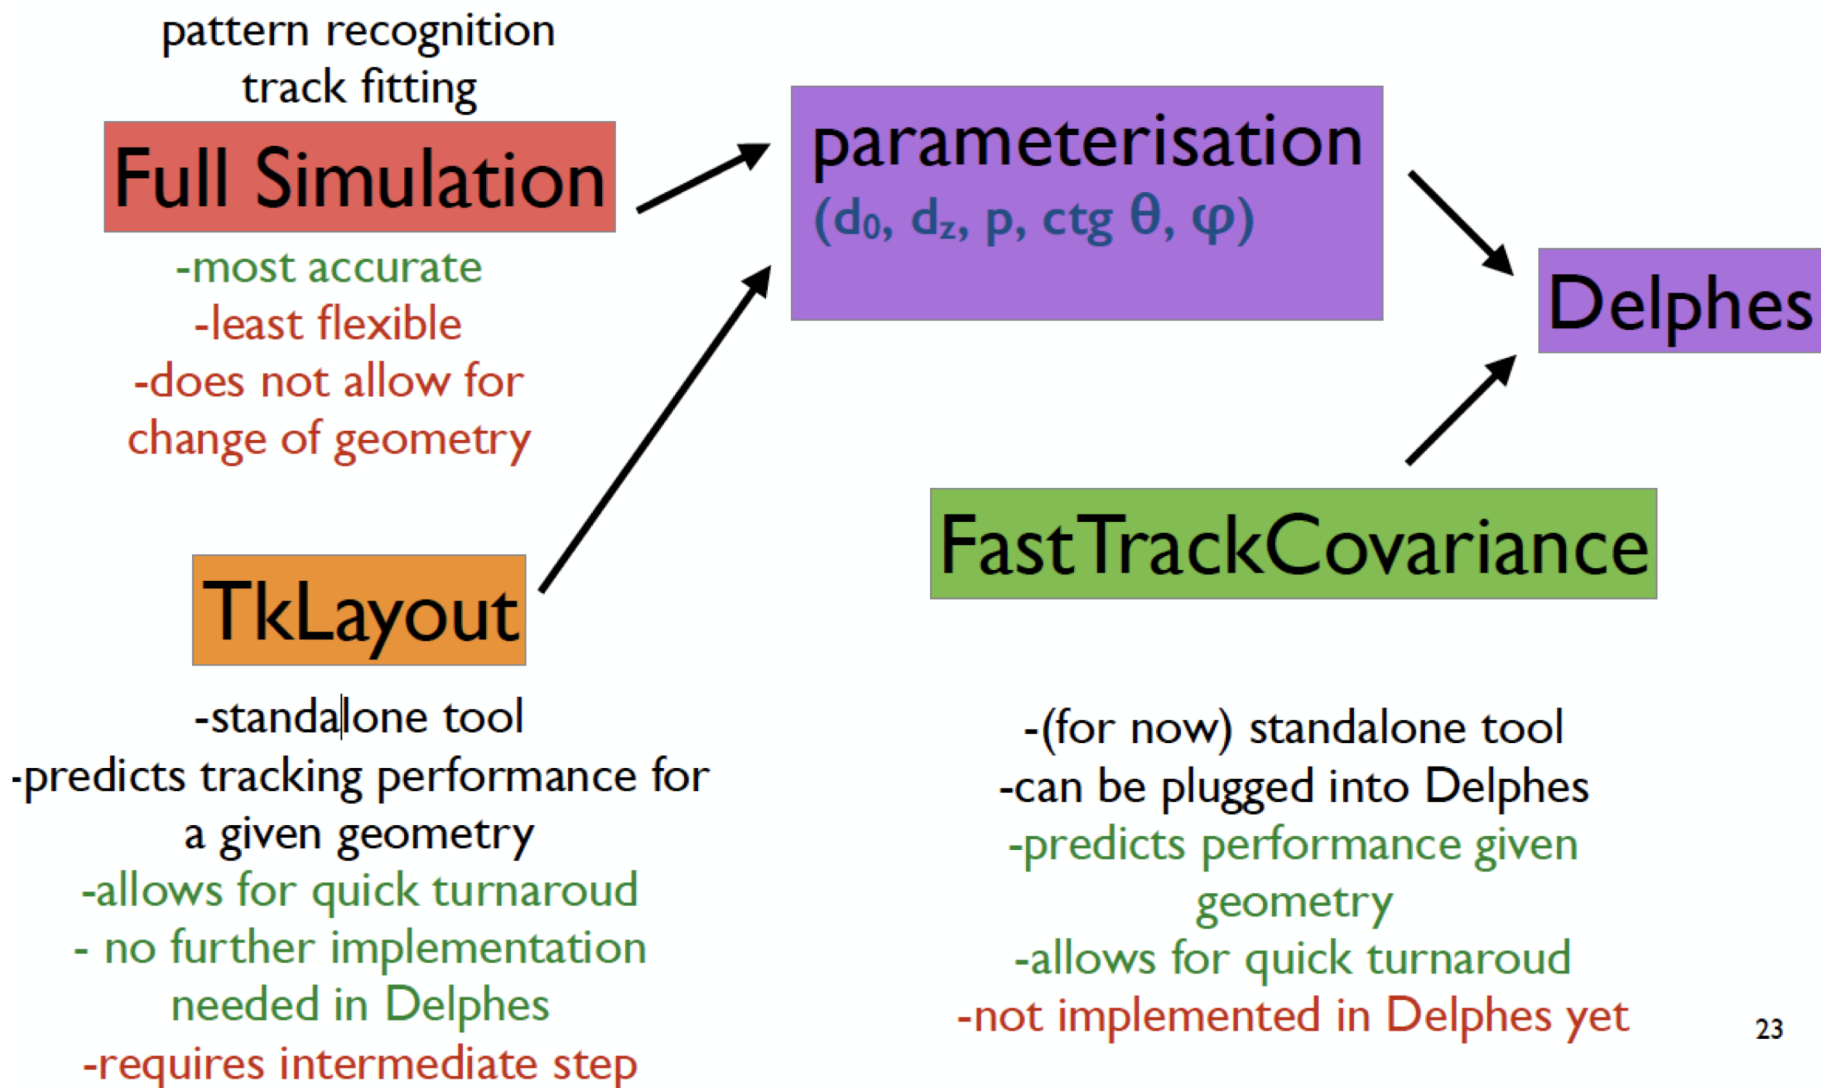 pattern recognition
track fitting
Full Simulation
-most accurate
-least flexible
-does not allow for
change of geometry
parameterisation
(d₀, d_z, p, ctg θ, φ)
Delphes
TkLayout
-standalone tool
-predicts tracking performance for
a given geometry
-allows for quick turnaroud
- no further implementation
needed in Delphes
-requires intermediate step
FastTrackCovariance
-(for now) standalone tool
-can be plugged into Delphes
-predicts performance given
geometry
-allows for quick turnaroud
-not implemented in Delphes yet
23